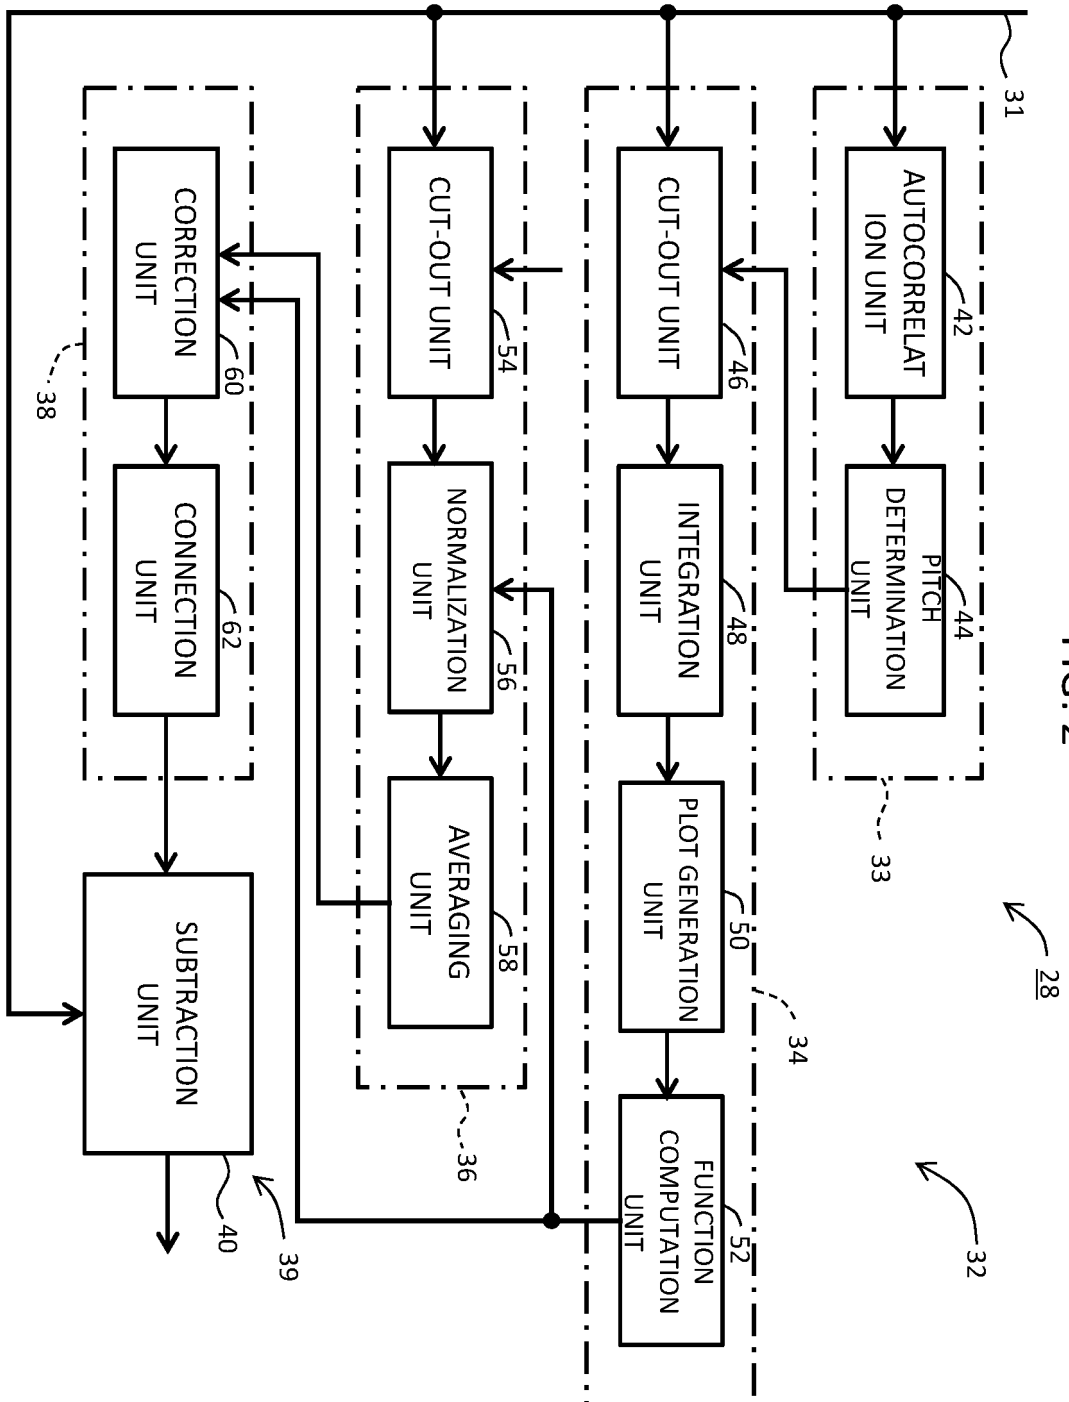 FIG. 2
28
32
31
AUTOCORRELAT
ION UNIT
42
PITCH
DETERMINATION
UNIT
44
33
CUT-OUT UNIT
46
INTEGRATION
UNIT
48
PLOT GENERATION
UNIT
50
FUNCTION
COMPUTATION
UNIT
52
34
CUT-OUT UNIT
54
NORMALIZATION
UNIT
56
AVERAGING
UNIT
58
36
CORRECTION
UNIT
60
CONNECTION
UNIT
62
38
SUBTRACTION
UNIT
40
39